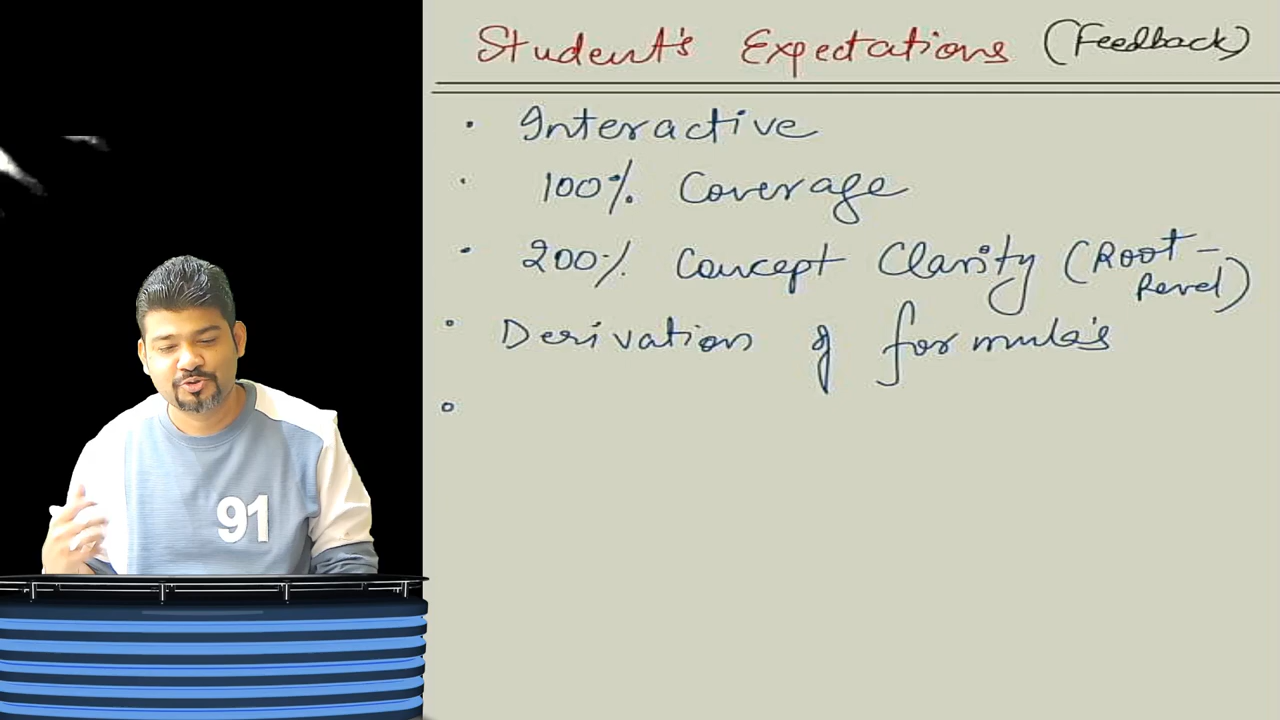 Student's Expectations (Feedback)
• Interactive
• 100% Coverage
• 200% Concept Clarity (Root-
Level)
• Derivation of formula's
•
91